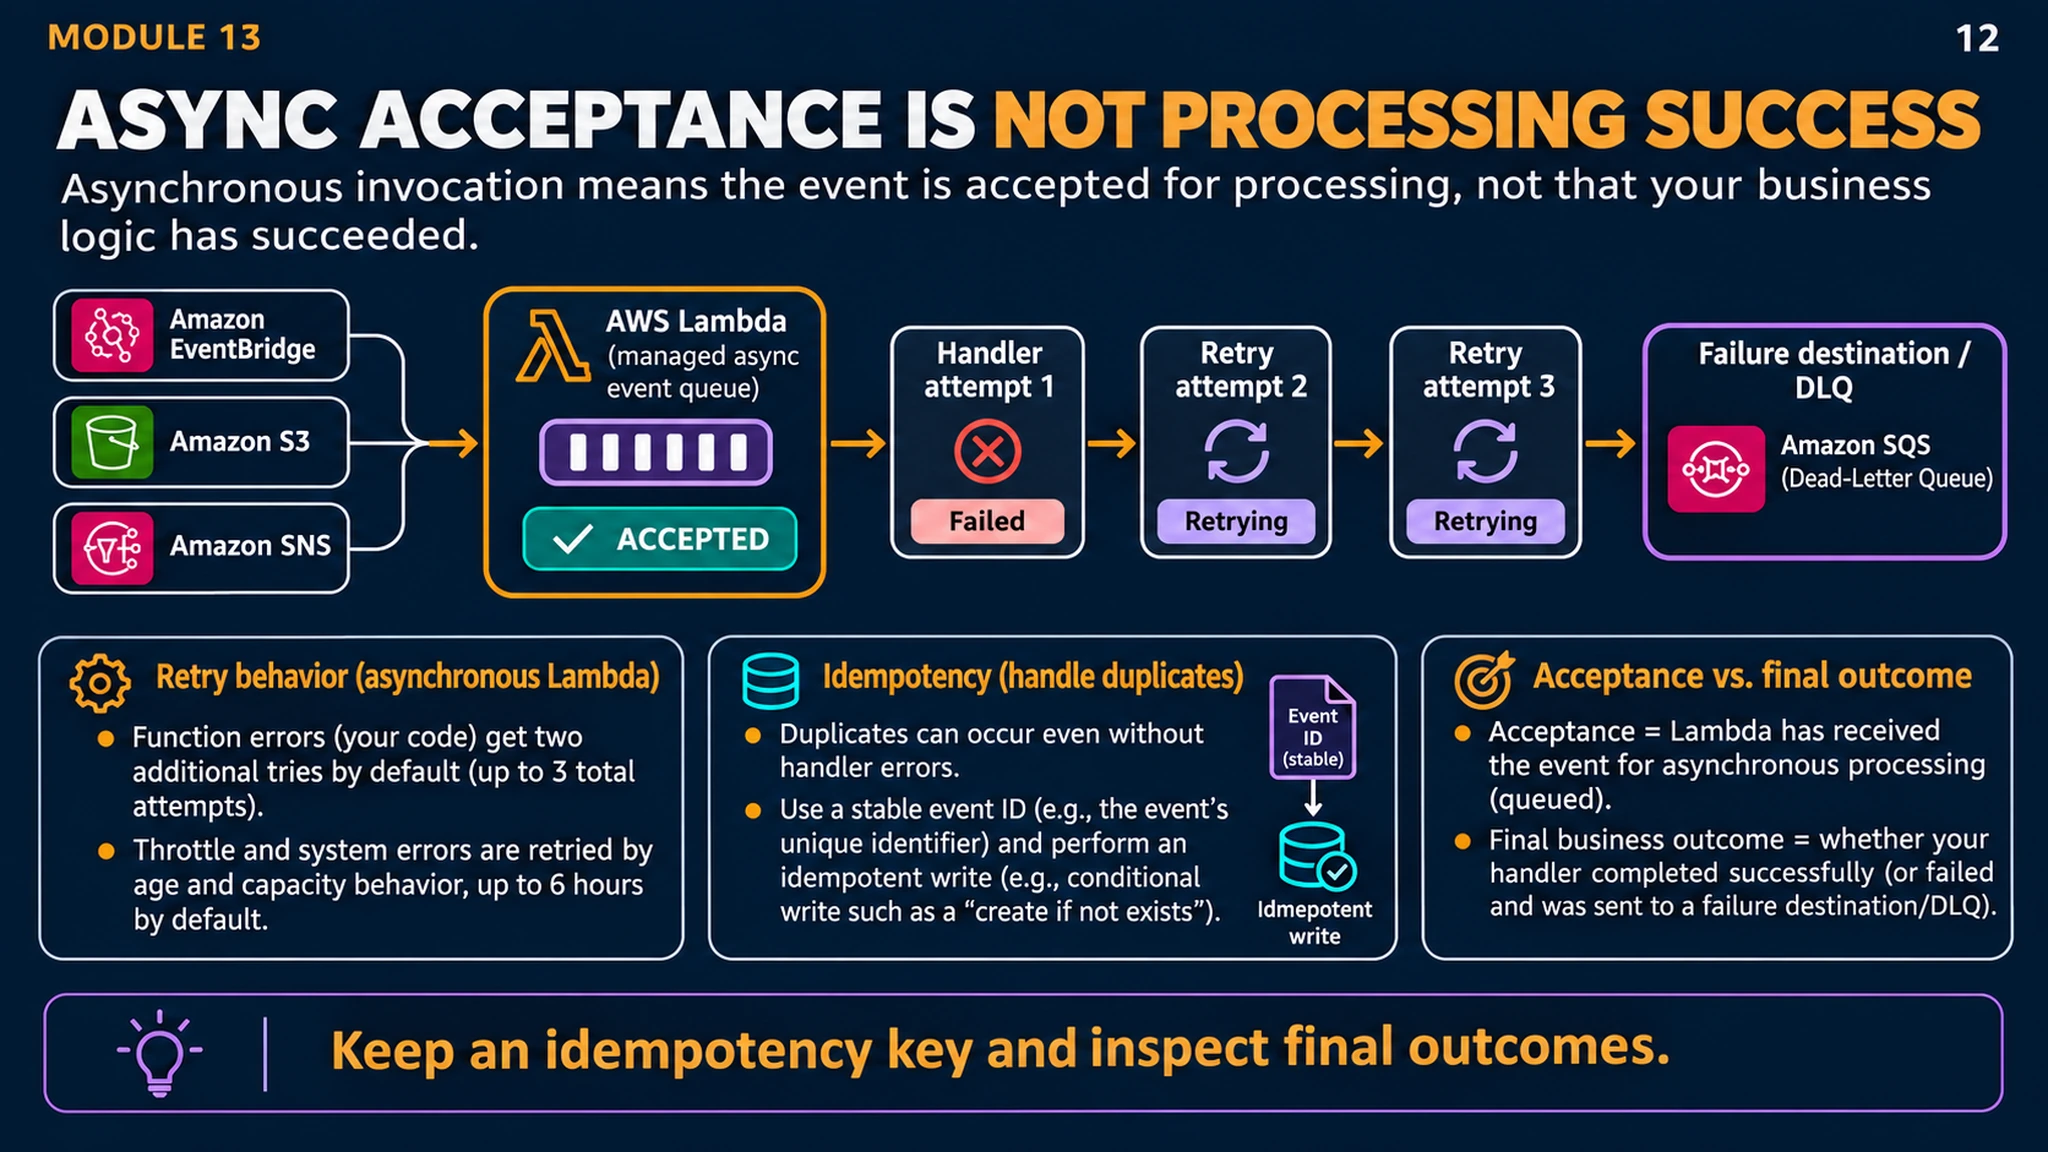 MODULE 13
12
ASYNC ACCEPTANCE IS NOT PROCESSING SUCCESS
Asynchronous invocation means the event is accepted for processing, not that your business
logic has succeeded.
Amazon
EventBridge
Amazon S3
Amazon SNS
AWS Lambda
(managed async
event queue)
ACCEPTED
Handler
attempt 1
Failed
Retry
attempt 2
Retrying
Retry
attempt 3
Retrying
Failure destination /
DLQ
Amazon SQS
(Dead-Letter Queue)
Retry behavior (asynchronous Lambda)
Function errors (your code) get two
additional tries by default (up to 3 total
attempts).
Throttle and system errors are retried by
age and capacity behavior, up to 6 hours
by default.
Idempotency (handle duplicates)
Duplicates can occur even without
handler errors.
Use a stable event ID (e.g., the event’s
unique identifier) and perform an
idempotent write (e.g., conditional
write such as a “create if not exists”).
Event
ID
(stable)
Idmepotent
write
Acceptance vs. final outcome
Acceptance = Lambda has received
the event for asynchronous processing
(queued).
Final business outcome = whether your
handler completed successfully (or failed
and was sent to a failure destination/DLQ).
Keep an idempotency key and inspect final outcomes.